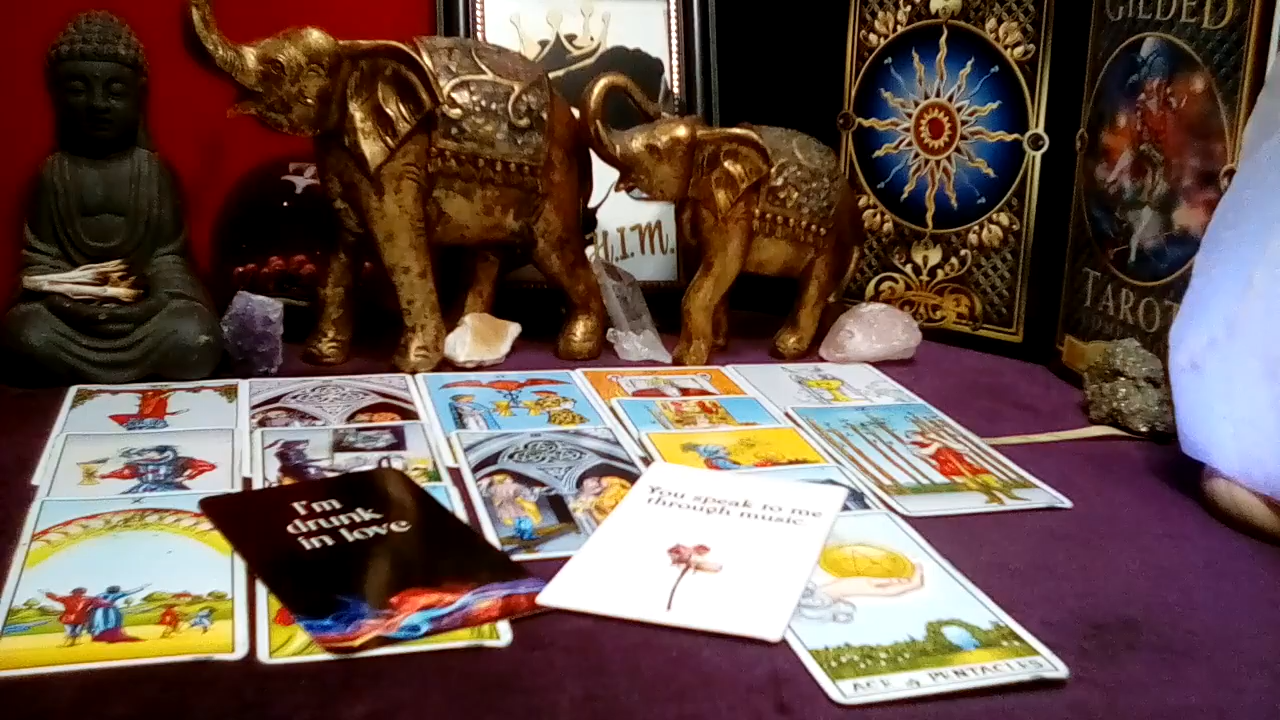 GILDED
H.I.M.
TAROT
I'm
drunk
in love
You speak to me
through music
ACE of PENTACLES